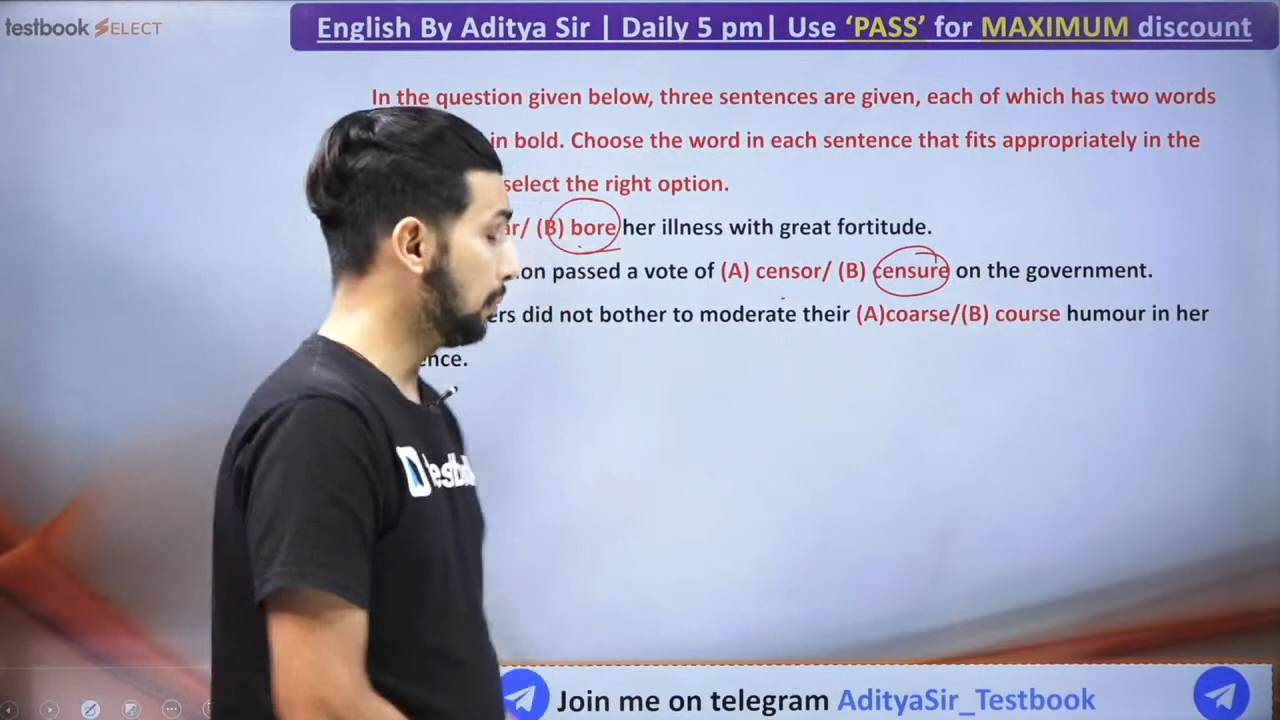 testbook SELECT
English By Aditya Sir | Daily 5 pm| Use ‘PASS’ for MAXIMUM discount
In the question given below, three sentences are given, each of which has two words
in bold. Choose the word in each sentence that fits appropriately in the
select the right option.
(B) bore her illness with great fortitude.
passed a vote of (A) censor/ (B) censure on the government.
did not bother to moderate their (A)coarse/(B) course humour in her
Join me on telegram AdityaSir_Testbook